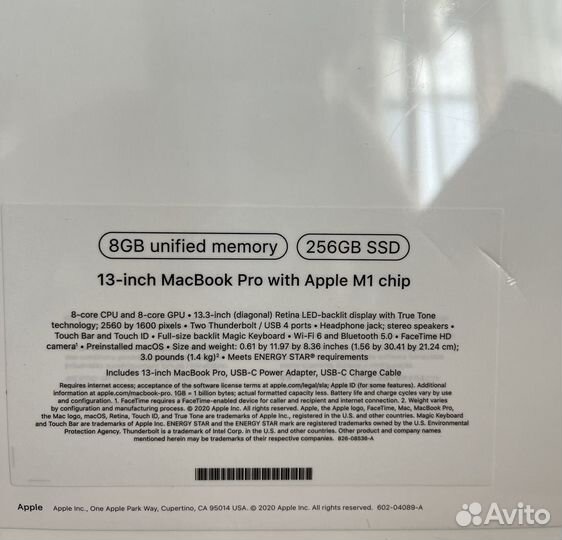 8GB unified memory 256GB SSD
13-inch MacBook Pro with Apple M1 chip
8-core CPU and 8-core GPU • 13.3-inch (diagonal) Retina LED-backlit display with True Tone
technology; 2560 by 1600 pixels • Two Thunderbolt / USB 4 ports • Headphone jack; stereo speakers •
Touch Bar and Touch ID • Full-size backlit Magic Keyboard • Wi-Fi 6 and Bluetooth 5.0 • FaceTime HD
camera¹ • Preinstalled macOS • Size and weight: 0.61 by 11.97 by 8.36 inches (1.56 by 30.41 by 21.24 cm);
3.0 pounds (1.4 kg)² • Meets ENERGY STAR® requirements
Includes 13-inch MacBook Pro, USB-C Power Adapter, USB-C Charge Cable
Requires internet access; acceptance of the software license terms at apple.com/legal/sla; Apple ID (for some features). Additional
information at apple.com/macbook-pro. 1GB = 1 billion bytes; actual formatted capacity less. Battery life and charge cycles vary by use
and configuration. 1. FaceTime requires a FaceTime-enabled device for caller and recipient and internet connection. 2 Weight varies
by configuration and manufacturing process. © 2020 Apple Inc. All rights reserved. Apple, the Apple logo, FaceTime, Mac, MacBook Pro,
the Mac logo, macOS, Retina, Touch ID, and True Tone are trademarks of Apple Inc., registered in the U.S. and other countries. Magic Keyboard
and Touch Bar are trademarks of Apple Inc. ENERGY STAR and the ENERGY STAR mark are registered trademarks owned by the U.S. Environmental
Protection Agency. Thunderbolt is a trademark of Intel Corp. in the U.S. and other countries. Other product and company names
mentioned herein may be trademarks of their respective companies. 826-08536-A
Apple Apple Inc., One Apple Park Way, Cupertino, CA 95014 USA. © 2020 Apple Inc. All rights reserved. 602-04089-A
Avito